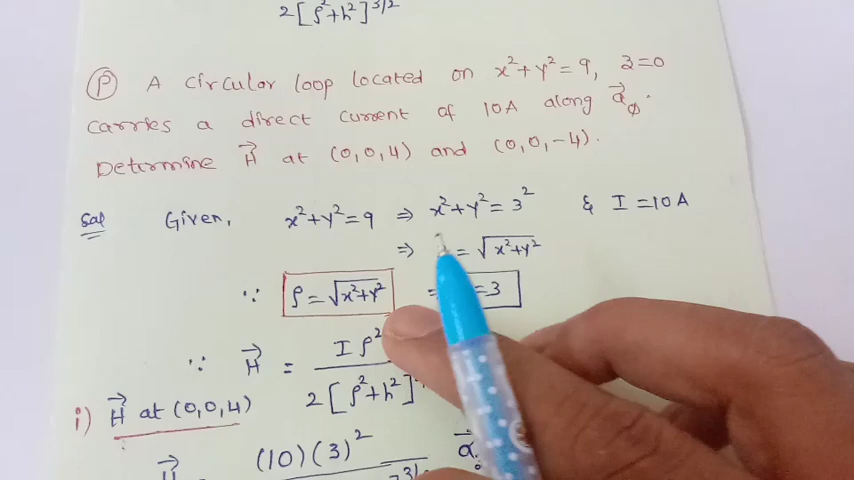 2[ρ²+h²]^3/2
(P) A circular loop located on x²+y²=9, z=0
carries a direct current of 10A along a⃗ϕ.
Determine H⃗ at (0,0,4) and (0,0,-4).
Sol Given, x²+y²=9 ⇒ x²+y²=3² & I=10A
⇒ = √x²+y²
∵ ρ=√x²+y² =3
∵ H⃗ = Iρ²
2[ρ²+h²]
i) H⃗ at (0,0,4)
(10)(3)²